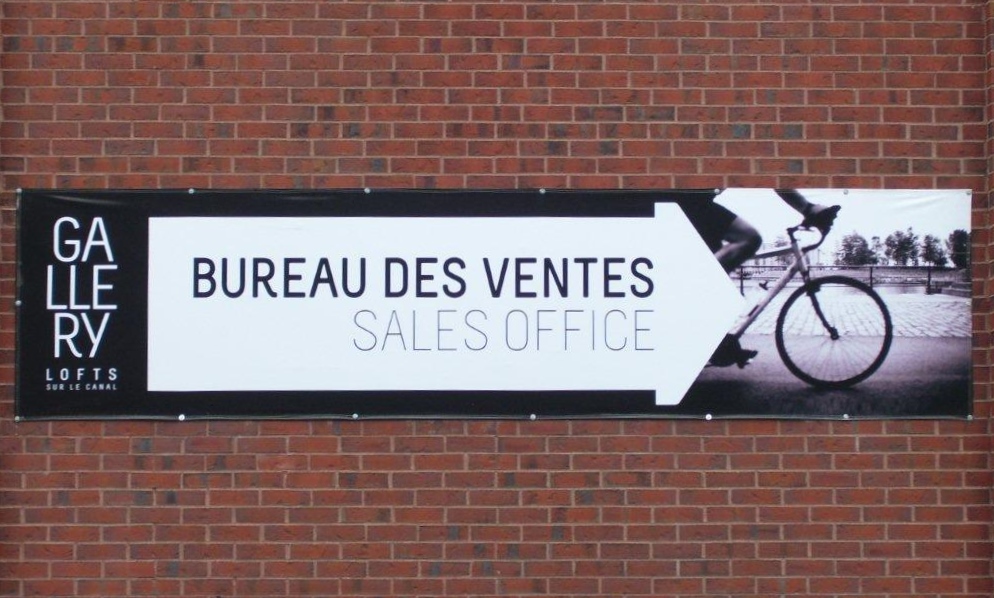 GA
LLE
RY
LOFTS
SUR LE CANAL
BUREAU DES VENTES
SALES OFFICE